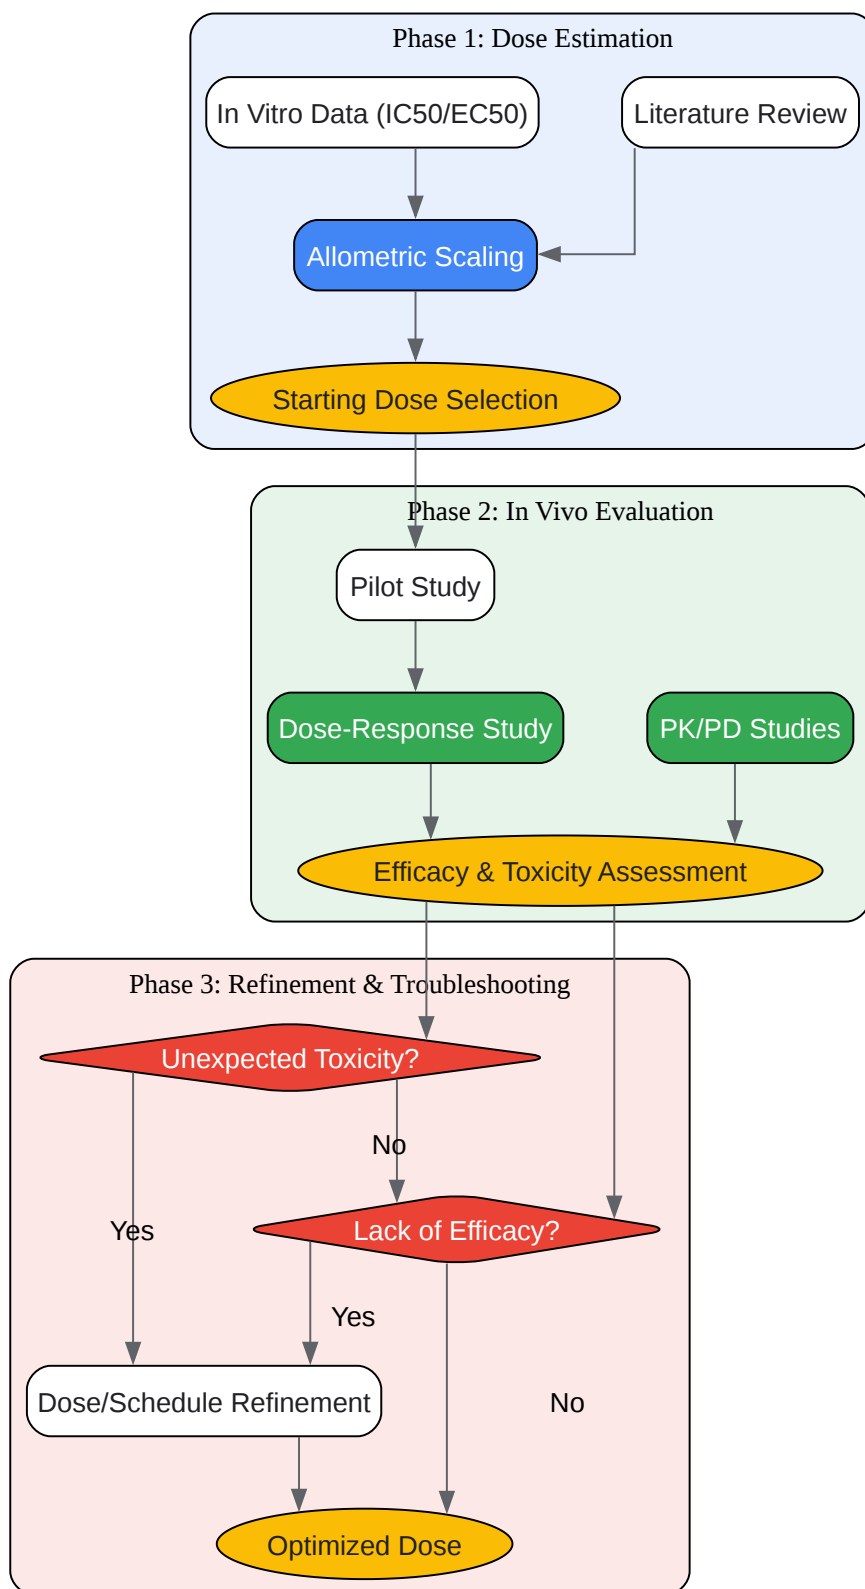 Phase 1: Dose Estimation
In Vitro Data (IC50/EC50)
Literature Review
Allometric Scaling
Starting Dose Selection
Phase 2: In Vivo Evaluation
Pilot Study
Dose-Response Study
PK/PD Studies
Efficacy & Toxicity Assessment
Phase 3: Refinement & Troubleshooting
Unexpected Toxicity?
No
Yes
Lack of Efficacy?
Yes
Dose/Schedule Refinement
No
Optimized Dose